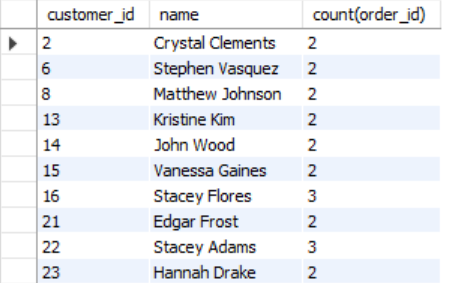 customer_id name count(order_id)
2 Crystal Clements 2
6 Stephen Vasquez 2
8 Matthew Johnson 2
13 Kristine Kim 2
14 John Wood 2
15 Vanessa Gaines 2
16 Stacey Flores 3
21 Edgar Frost 2
22 Stacey Adams 3
23 Hannah Drake 2